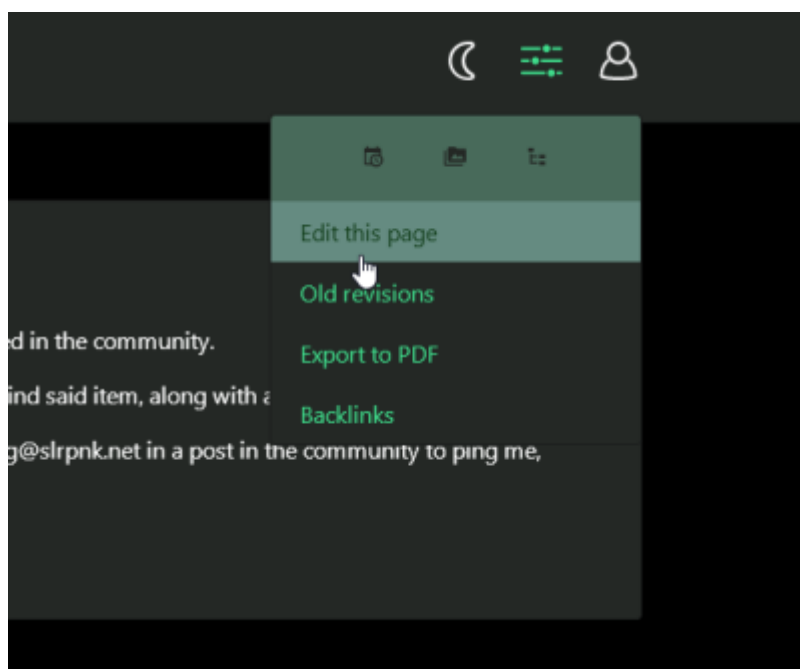 Edit this page
Old revisions
Export to PDF
Backlinks
ed in the community.
ind said item, along with a
g@slrpnk.net in a post in the community to ping me,